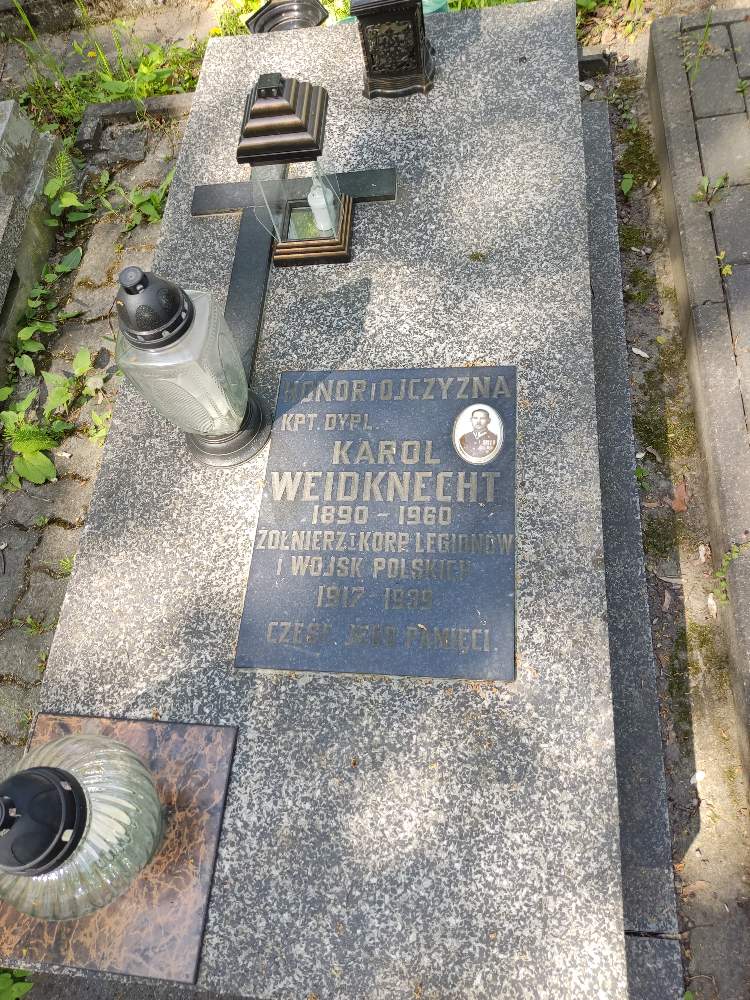 HONOR I OJCZYZNA
KPT. DYPL.
KAROL
WEIDKNECHT
1890 - 1960
ŻOŁNIERZ I KORP. LEGIONÓW
I WOJSK POLSKICH
1917 - 1939
CZEŚĆ JEGO PAMIĘCI